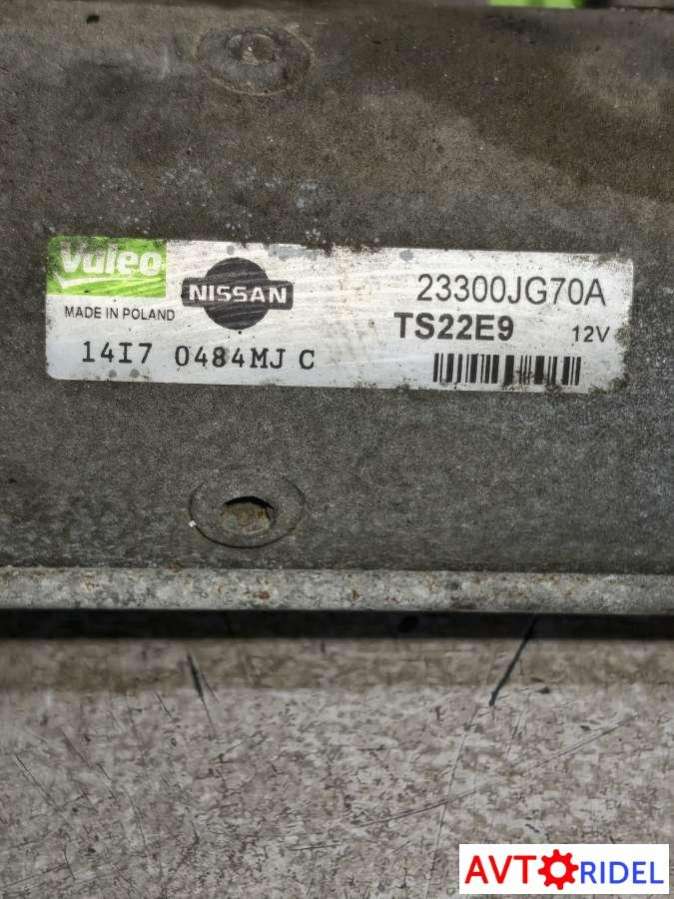 Valeo
MADE IN POLAND
NISSAN
23300JG70A
TS22E9 12V
14I7 0484MJ C
AVTORIDEL